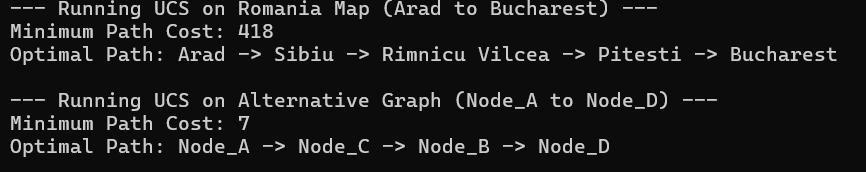 --- Running UCS on Romania Map (Arad to Bucharest) ---
Minimum Path Cost: 418
Optimal Path: Arad -> Sibiu -> Rimnicu Vilcea -> Pitesti -> Bucharest
--- Running UCS on Alternative Graph (Node_A to Node_D) ---
Minimum Path Cost: 7
Optimal Path: Node_A -> Node_C -> Node_B -> Node_D